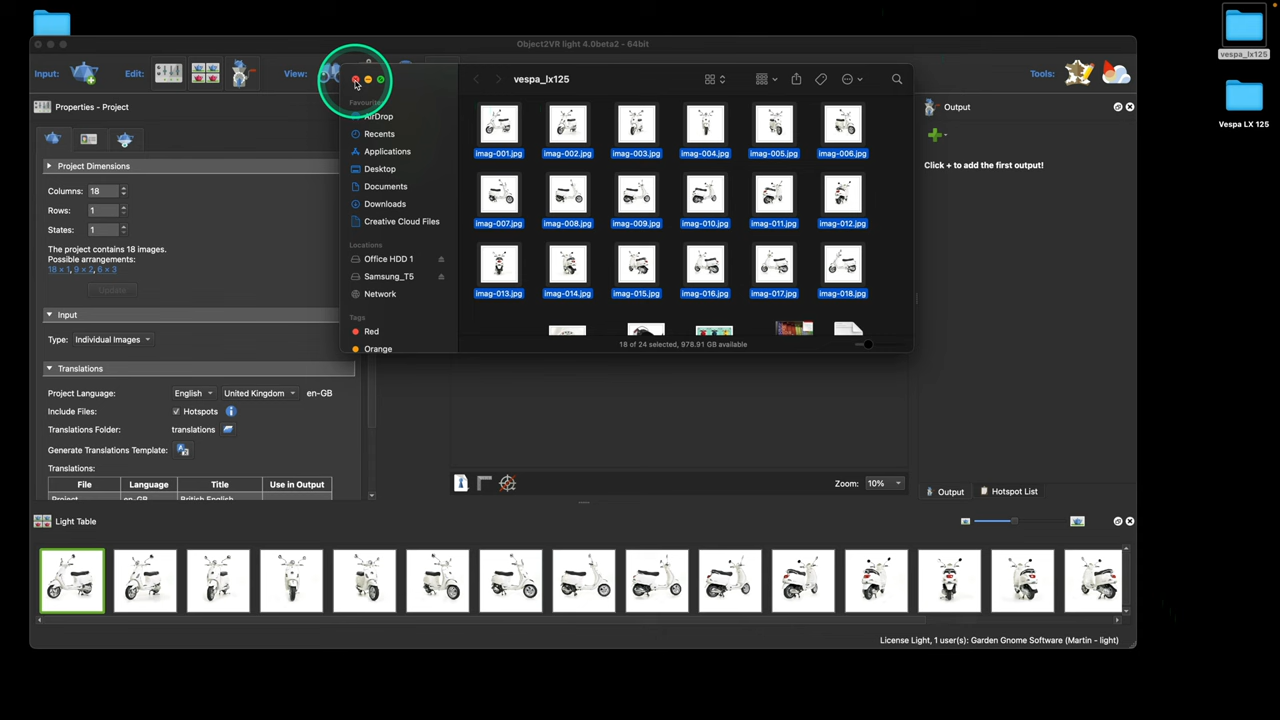 Object2VR light 4.0beta2 - 64bit
Input:
Edit:
View:
Tools:
Properties - Project
Project Dimensions
Columns: 18
Rows: 1
States: 1
The project contains 18 images.
Possible arrangements:
18 × 1, 9 × 2, 6 × 3
Update
Input
Type: Individual Images
Translations
Project Language: English United Kingdom en-GB
Include Files: Hotspots
Translations Folder: translations
Generate Translations Template:
Translations:
File Language Title Use in Output
Project en-GB British English
vespa_lx125
Favourites
AirDrop
Recents
Applications
Desktop
Documents
Downloads
Creative Cloud Files
Locations
Office HDD 1
Samsung_T5
Network
Tags
Red
Orange
imag-001.jpg imag-002.jpg imag-003.jpg imag-004.jpg imag-005.jpg imag-006.jpg
imag-007.jpg imag-008.jpg imag-009.jpg imag-010.jpg imag-011.jpg imag-012.jpg
imag-013.jpg imag-014.jpg imag-015.jpg imag-016.jpg imag-017.jpg imag-018.jpg
18 of 24 selected, 978.91 GB available
Zoom: 10%
Output
Click + to add the first output!
Output Hotspot List
Light Table
License Light, 1 user(s): Garden Gnome Software (Martin - light)
vespa_lx125
Vespa LX 125